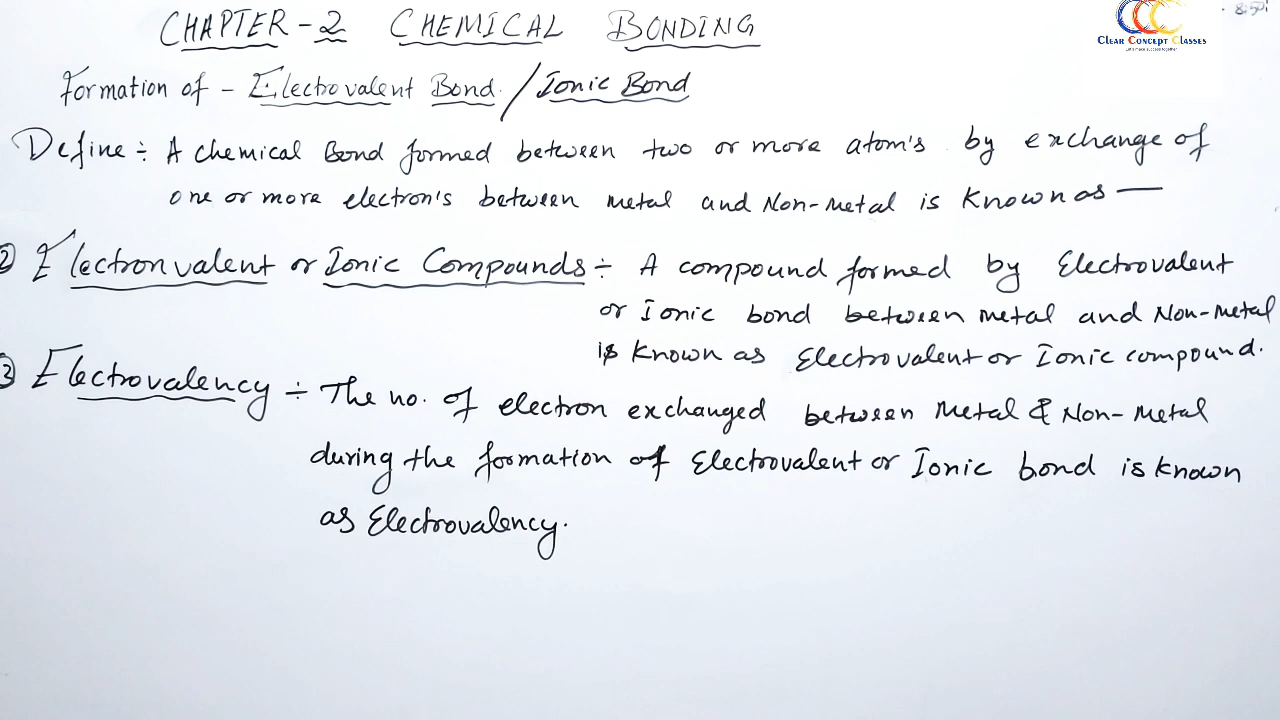 CHAPTER-2 CHEMICAL BONDING
CLEAR CONCEPT CLASSES
Let's make success together
Formation of - Electrovalent Bond. / Ionic Bond
Define ÷ A chemical Bond formed between two or more atom's by exchange of
one or more electron's between metal and Non-Metal is known as —
② Electronvalent or Ionic Compounds ÷ A compound formed by Electrovalent
or Ionic bond between metal and Non-Metal
is known as Electrovalent or Ionic compound.
③ Electrovalency ÷ The no. of electron exchanged between Metal & Non-Metal
during the formation of Electrovalent or Ionic bond is known
as Electrovalency.